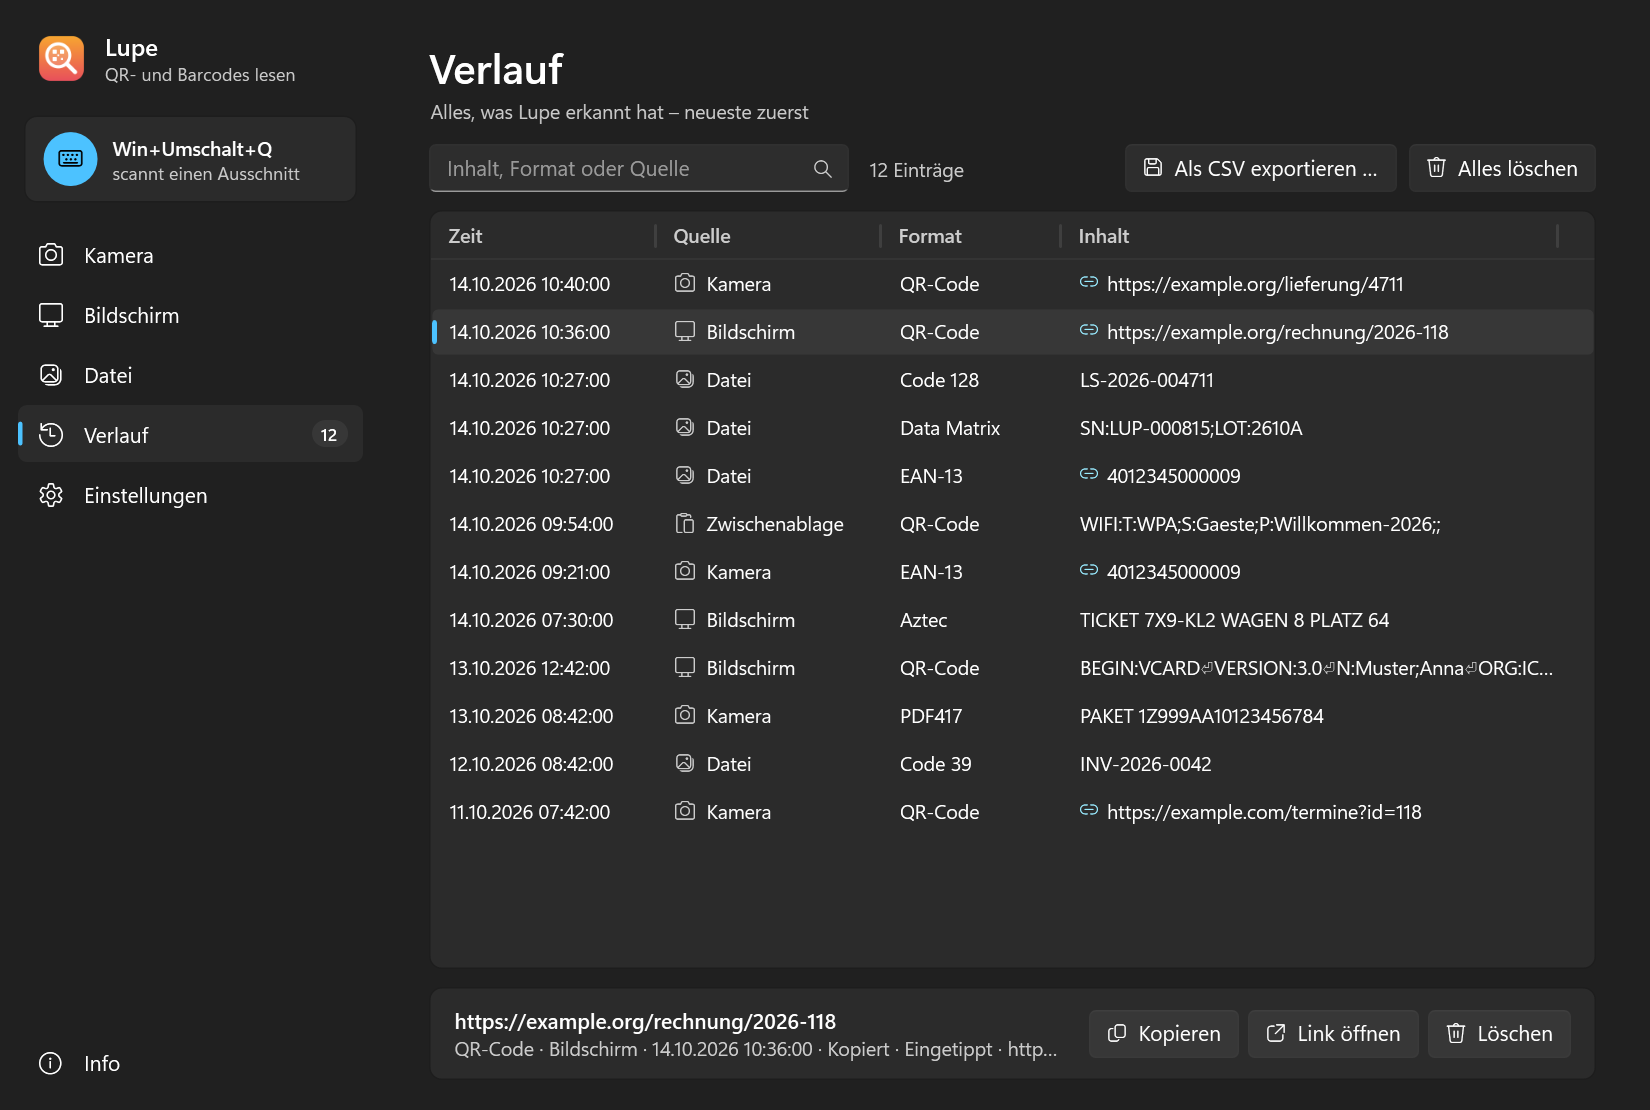 Lupe
QR- und Barcodes lesen
Win+Umschalt+Q
scannt einen Ausschnitt
Kamera
Bildschirm
Datei
Verlauf 12
Einstellungen
Info
Verlauf
Alles, was Lupe erkannt hat – neueste zuerst
Inhalt, Format oder Quelle 12 Einträge Als CSV exportieren ... Alles löschen
Zeit Quelle Format Inhalt
14.10.2026 10:40:00 Kamera QR-Code https://example.org/lieferung/4711
14.10.2026 10:36:00 Bildschirm QR-Code https://example.org/rechnung/2026-118
14.10.2026 10:27:00 Datei Code 128 LS-2026-004711
14.10.2026 10:27:00 Datei Data Matrix SN:LUP-000815;LOT:2610A
14.10.2026 10:27:00 Datei EAN-13 4012345000009
14.10.2026 09:54:00 Zwischenablage QR-Code WIFI:T:WPA;S:Gaeste;P:Willkommen-2026;;
14.10.2026 09:21:00 Kamera EAN-13 4012345000009
14.10.2026 07:30:00 Bildschirm Aztec TICKET 7X9-KL2 WAGEN 8 PLATZ 64
13.10.2026 12:42:00 Bildschirm QR-Code BEGIN:VCARD⏎VERSION:3.0⏎N:Muster;Anna⏎ORG:IC...
13.10.2026 08:42:00 Kamera PDF417 PAKET 1Z999AA10123456784
12.10.2026 08:42:00 Datei Code 39 INV-2026-0042
11.10.2026 07:42:00 Kamera QR-Code https://example.com/termine?id=118
https://example.org/rechnung/2026-118
QR-Code · Bildschirm · 14.10.2026 10:36:00 · Kopiert · Eingetippt · http...
Kopieren Link öffnen Löschen